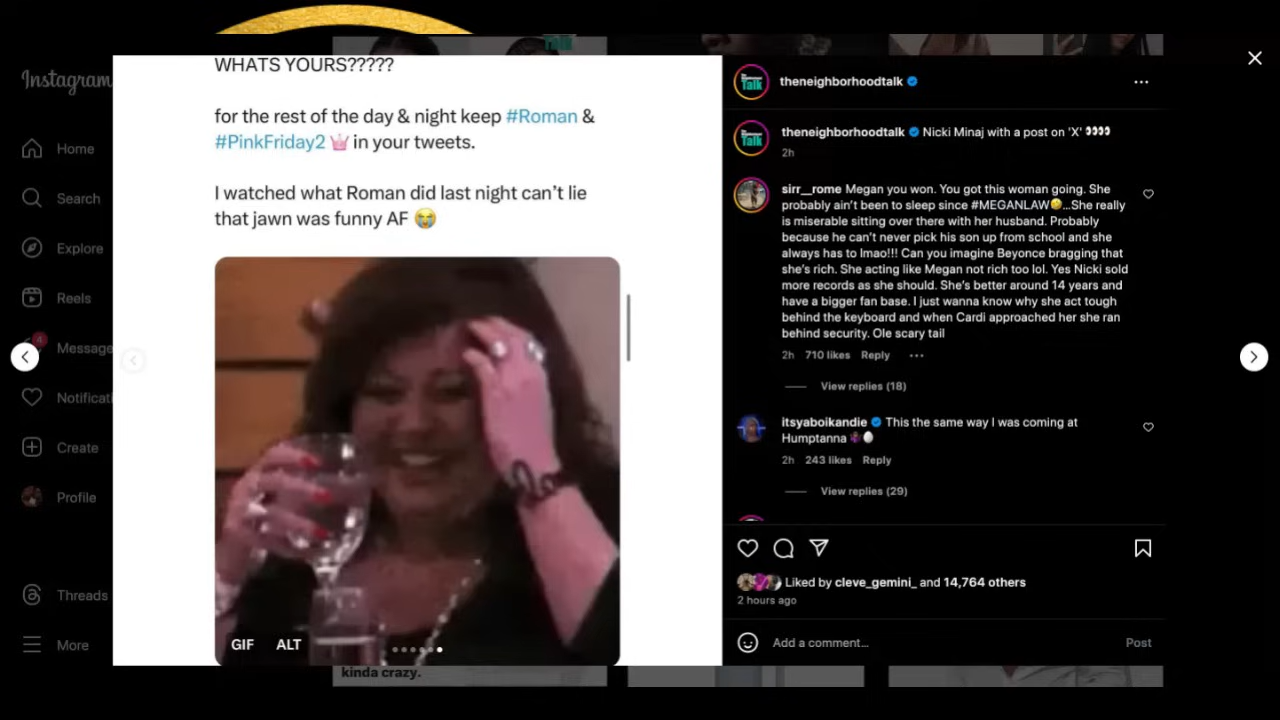 Talk
Instagram
Home
Search
Explore
Reels
4
Message
Notificati
Create
Profile
Threads
More
WHATS YOURS?????
for the rest of the day & night keep #Roman &
#PinkFriday2 👑 in your tweets.
I watched what Roman did last night can’t lie
that jawn was funny AF 😭
GIF ALT
kinda crazy.
theneighborhoodtalk
theneighborhoodtalk Nicki Minaj with a post on 'X' 👀👀
2h
sirr__rome Megan you won. You got this woman going. She
probably ain’t been to sleep since #MEGANLAW🤣…She really
is miserable sitting over there with her husband. Probably
because he can’t never pick his son up from school and she
always has to lmao!!! Can you imagine Beyonce bragging that
she’s rich. She acting like Megan not rich too lol. Yes Nicki sold
more records as she should. She’s better around 14 years and
have a bigger fan base. I just wanna know why she act tough
behind the keyboard and when Cardi approached her she ran
behind security. Ole scary tail
2h 710 likes Reply
View replies (18)
itsyaboikandie This the same way I was coming at
Humptanna
2h 243 likes Reply
View replies (29)
Liked by cleve_gemini_ and 14,764 others
2 hours ago
Add a comment…
Post